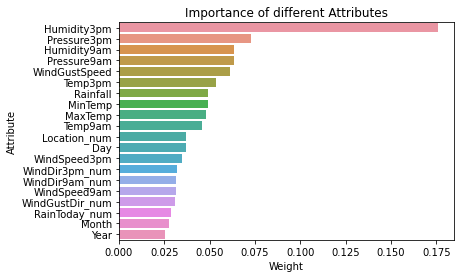 Importance of different Attributes
Attribute
Humidity3pm
Pressure3pm
Humidity9am
Pressure9am
WindGustSpeed
Temp3pm
Rainfall
MinTemp
MaxTemp
Temp9am
Location_num
Day
WindSpeed3pm
WindDir3pm_num
WindDir9am_num
WindSpeed9am
WindGustDir_num
RainToday_num
Month
Year
0.000 0.025 0.050 0.075 0.100 0.125 0.150 0.175
Weight